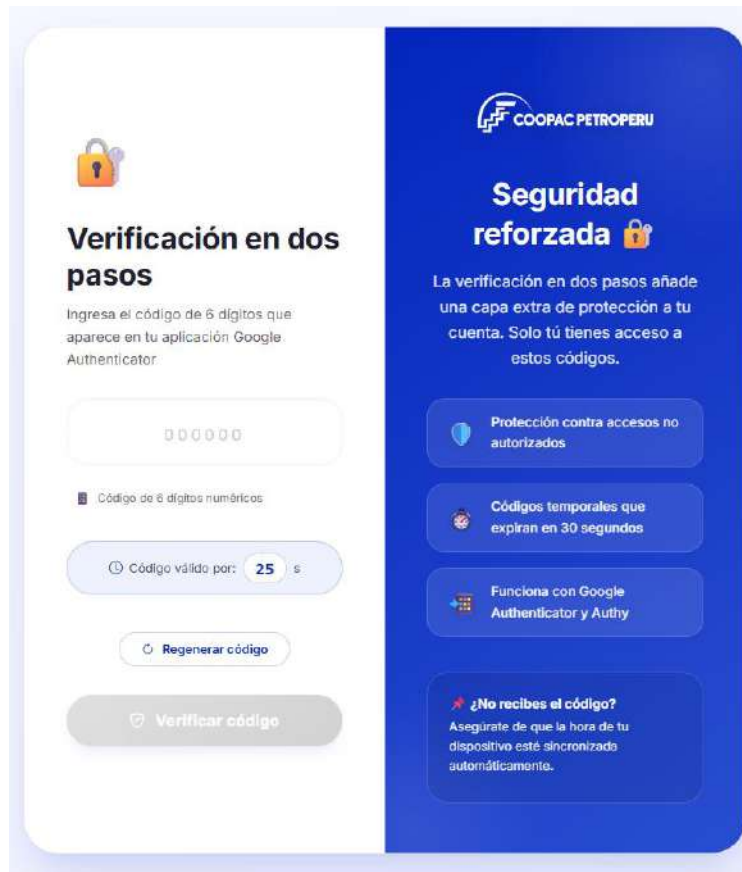 Verificación en dos
pasos
Ingresa el código de 6 dígitos que
aparece en tu aplicación Google
Authenticator
000000
Código de 6 dígitos numéricos
Código válido por: 25 s
Regenerar código
Verificar código
COOPAC PETROPERU
Seguridad
reforzada
La verificación en dos pasos añade
una capa extra de protección a tu
cuenta. Solo tú tienes acceso a
estos códigos.
Protección contra accesos no
autorizados
Códigos temporales que
expiran en 30 segundos
Funciona con Google
Authenticator y Authy
¿No recibes el código?
Asegúrate de que la hora de tu
dispositivo esté sincronizada
automáticamente.